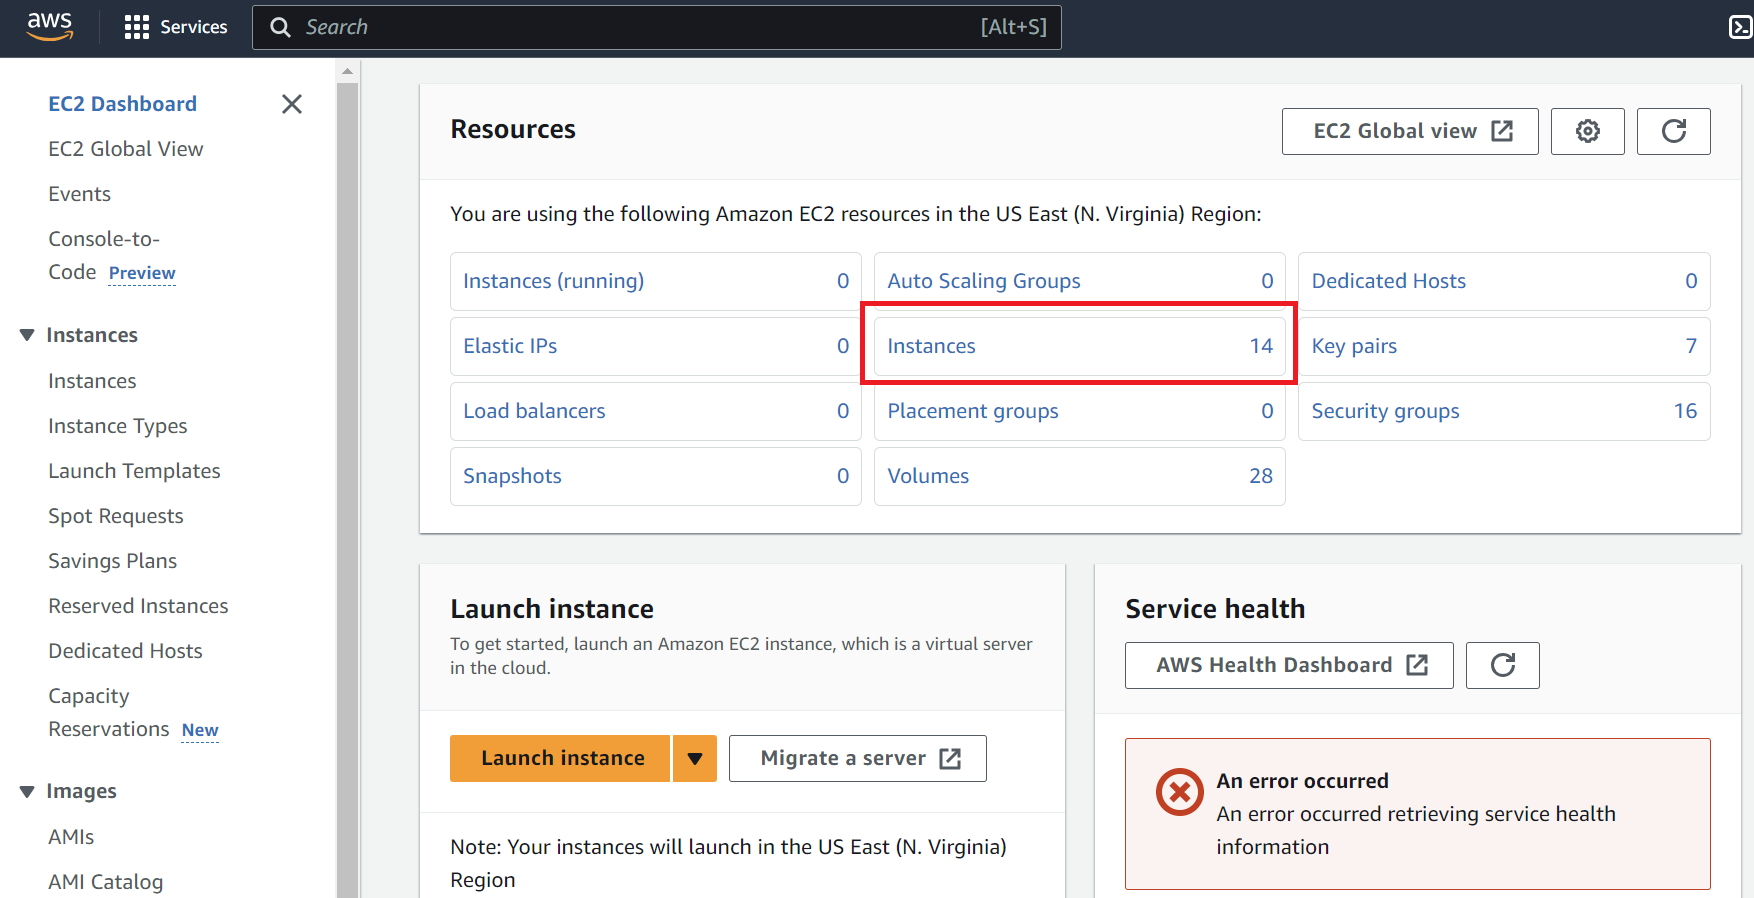 aws
Services
Search [Alt+S]
EC2 Dashboard
EC2 Global View
Events
Console-to-
Code Preview
Instances
Instances
Instance Types
Launch Templates
Spot Requests
Savings Plans
Reserved Instances
Dedicated Hosts
Capacity
Reservations New
Images
AMIs
AMI Catalog
Resources
EC2 Global view
You are using the following Amazon EC2 resources in the US East (N. Virginia) Region:
Instances (running) 0
Auto Scaling Groups 0
Dedicated Hosts 0
Elastic IPs 0
Instances 14
Key pairs 7
Load balancers 0
Placement groups 0
Security groups 16
Snapshots 0
Volumes 28
Launch instance
To get started, launch an Amazon EC2 instance, which is a virtual server
in the cloud.
Launch instance
Migrate a server
Note: Your instances will launch in the US East (N. Virginia)
Region
Service health
AWS Health Dashboard
An error occurred
An error occurred retrieving service health
information